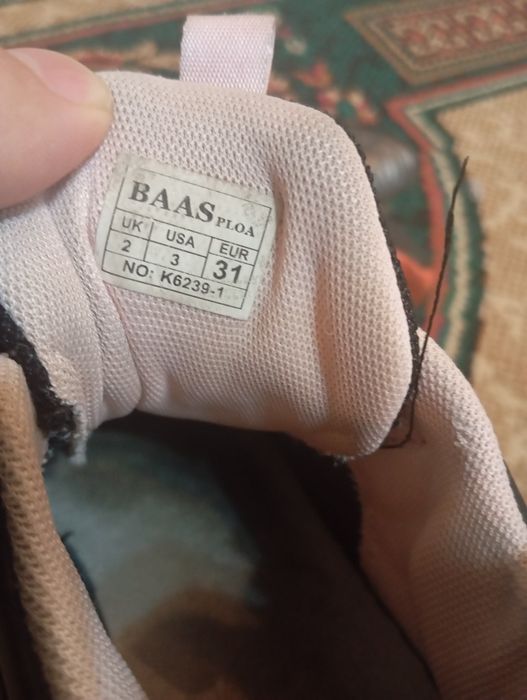 BAAS PLOA
UK USA EUR
2 3 31
NO: K6239-1